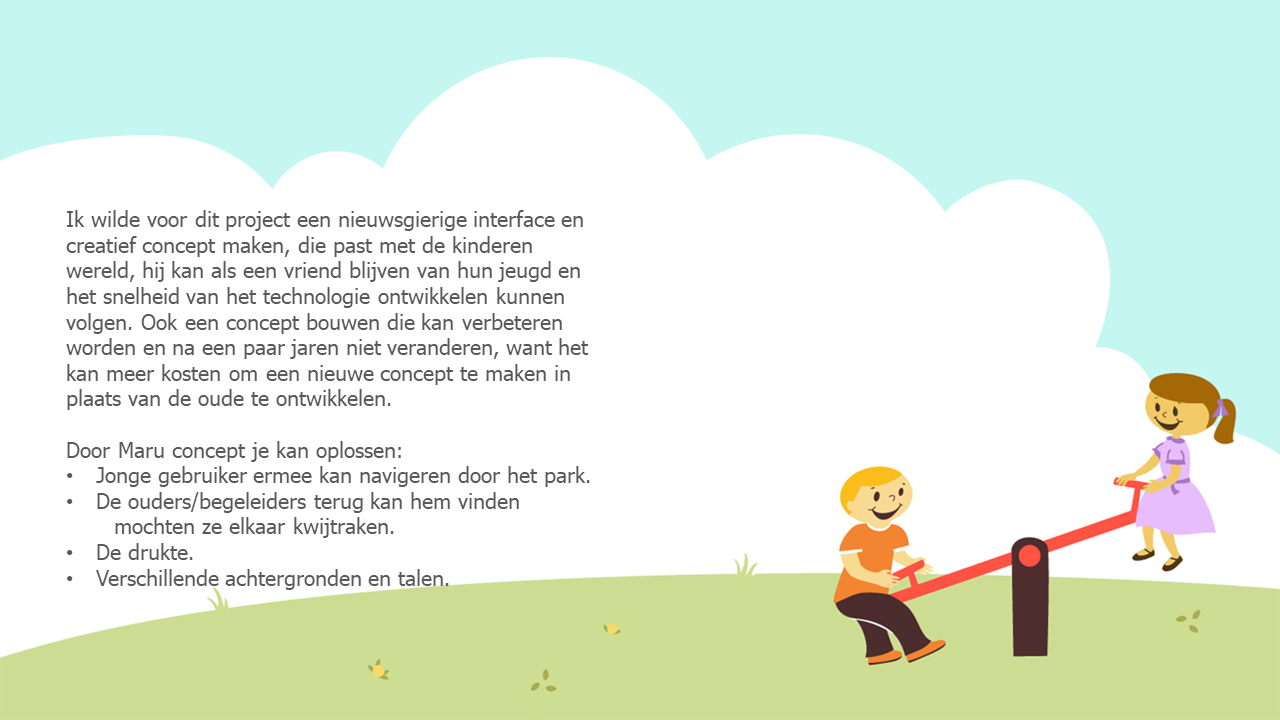 Ik wilde voor dit project een nieuwsgierige interface en
creatief concept maken, die past met de kinderen
wereld, hij kan als een vriend blijven van hun jeugd en
het snelheid van het technologie ontwikkelen kunnen
volgen. Ook een concept bouwen die kan verbeteren
worden en na een paar jaren niet veranderen, want het
kan meer kosten om een nieuwe concept te maken in
plaats van de oude te ontwikkelen.

Door Maru concept je kan oplossen:
• Jonge gebruiker ermee kan navigeren door het park.
• De ouders/begeleiders terug kan hem vinden
mochten ze elkaar kwijtraken.
• De drukte.
• Verschillende achtergronden en talen.